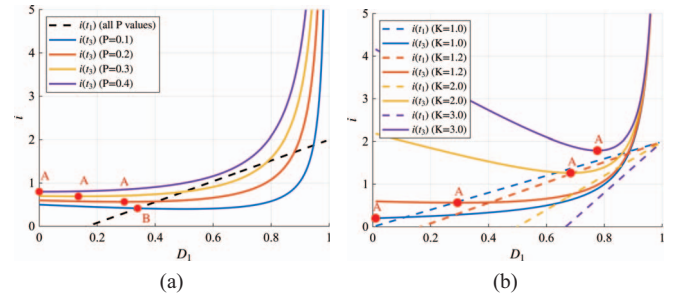 5
4
3
2
1
0
i
i(t₁) (all P values)
i(t₃) (P=0.1)
i(t₃) (P=0.2)
i(t₃) (P=0.3)
i(t₃) (P=0.4)
A
A
A
B
0 0.2 0.4 0.6 0.8 1
D₁
(a)
5
4
3
2
1
0
i
i(t₁) (K=1.0)
i(t₃) (K=1.0)
i(t₁) (K=1.2)
i(t₃) (K=1.2)
i(t₁) (K=2.0)
i(t₃) (K=2.0)
i(t₁) (K=3.0)
i(t₃) (K=3.0)
A
A
A
A
0 0.2 0.4 0.6 0.8 1
D₁
(b)